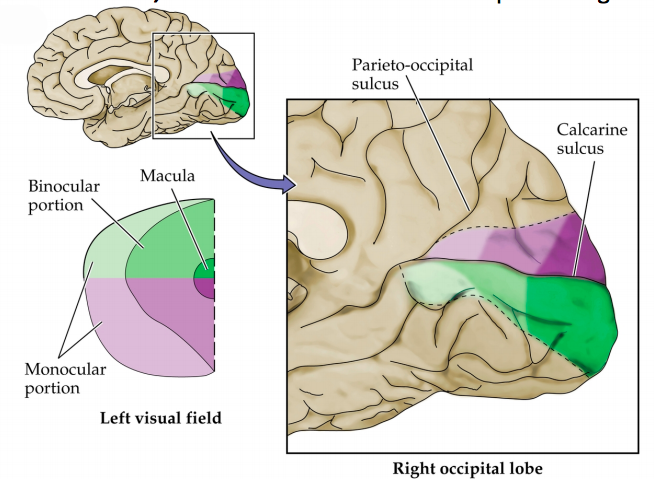 Parieto-occipital
sulcus
Calcarine
sulcus
Macula
Binocular
portion
Monocular
portion
Left visual field
Right occipital lobe